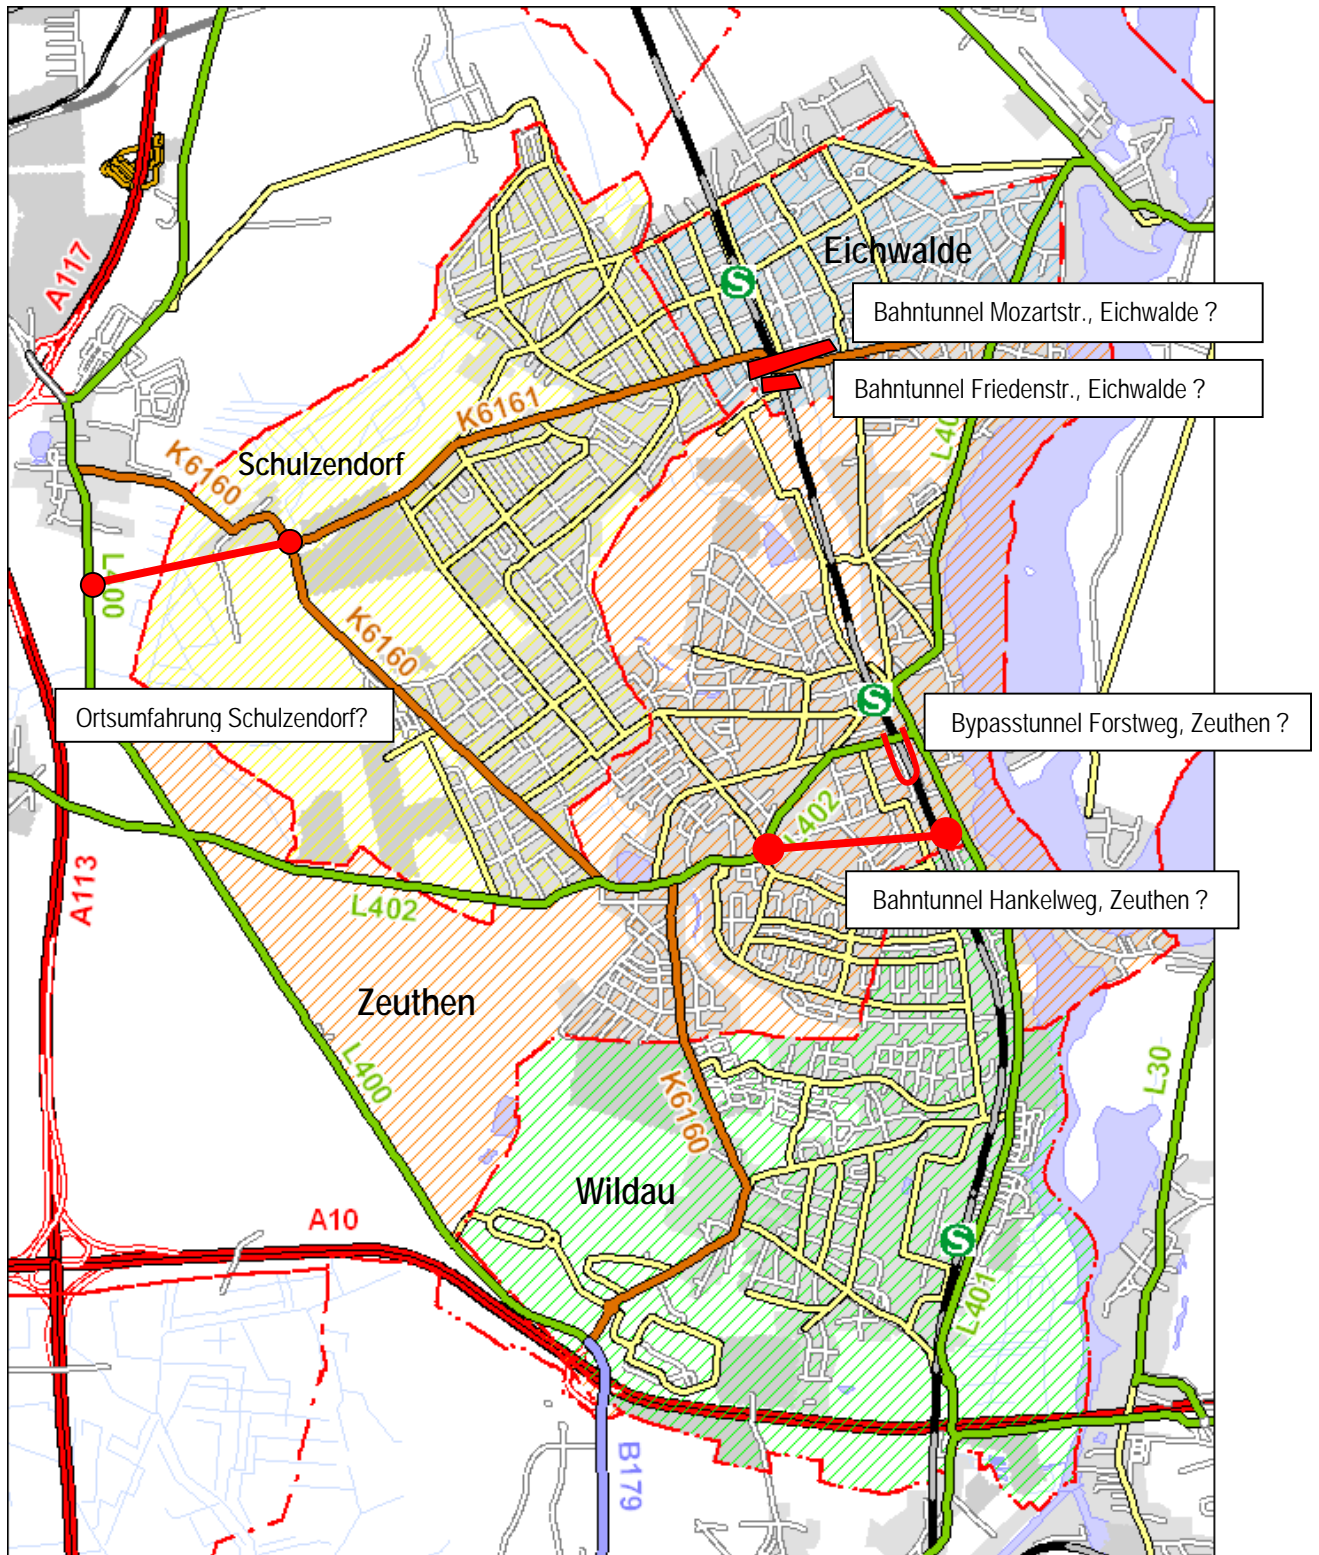 A117
Eichwalde
S
Bahntunnel Mozartstr., Eichwalde ?
Bahntunnel Friedenstr., Eichwalde ?
K6161
K6160
Schulzendorf
L400
K6160
Ortsumfahrung Schulzendorf?
S
Bypasstunnel Forstweg, Zeuthen ?
L402
Bahntunnel Hankelweg, Zeuthen ?
A113
L402
Zeuthen
L400
K6160
L30
Wildau
A10
S
L401
B179